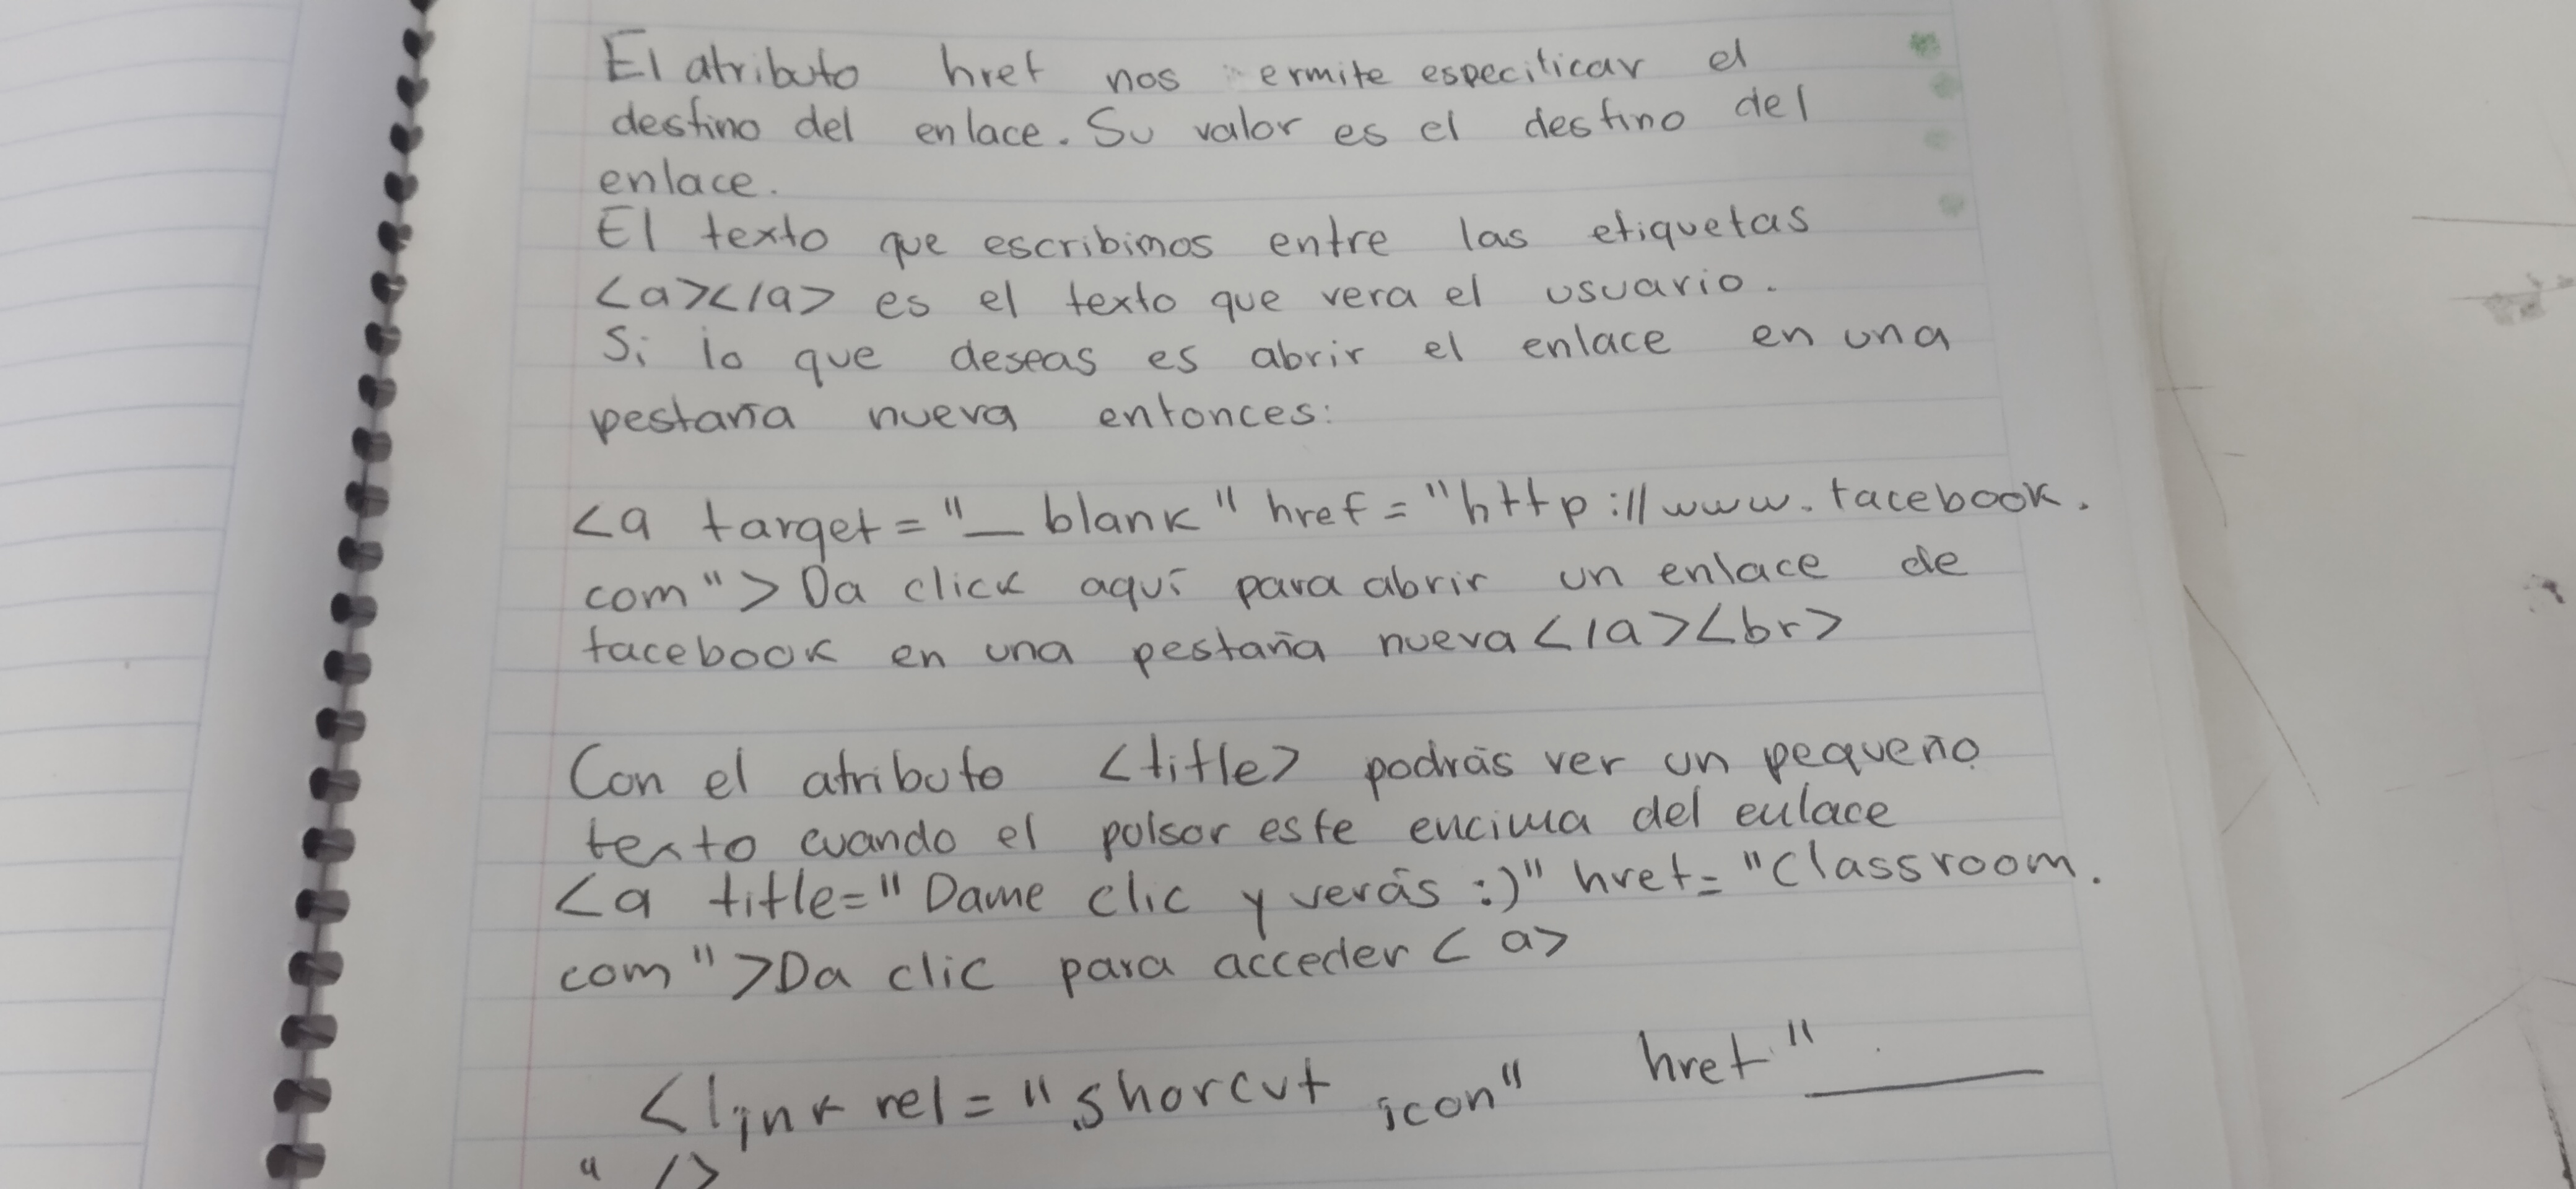 El atributo href nos permite especificar el
destino del enlace. Su valor es el destino del
enlace.
El texto que escribimos entre las etiquetas
<a></a> es el texto que vera el usuario.
Si lo que deseas es abrir el enlace en una
pestaña nueva entonces:
<a target="_blank" href="http://www.facebook.
com">Da click aquí para abrir un enlace de
facebook en una pestaña nueva</a><br>
Con el atributo <title> podrás ver un pequeño
texto cuando el polsor este encima del enlace
<a title="Dame clic y verás :)" href="classroom.
com">Da clic para acceder< a>
<link rel="shorcut icon" href"____
" />